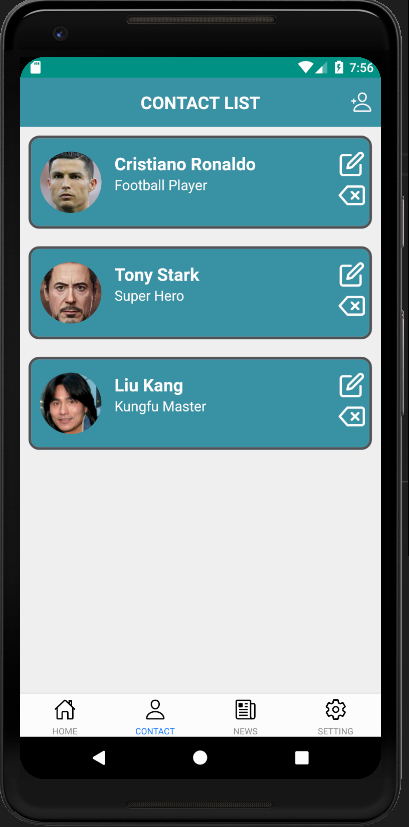 7:56
CONTACT LIST
Cristiano Ronaldo
Football Player
Tony Stark
Super Hero
Liu Kang
Kungfu Master
HOME
CONTACT
NEWS
SETTING